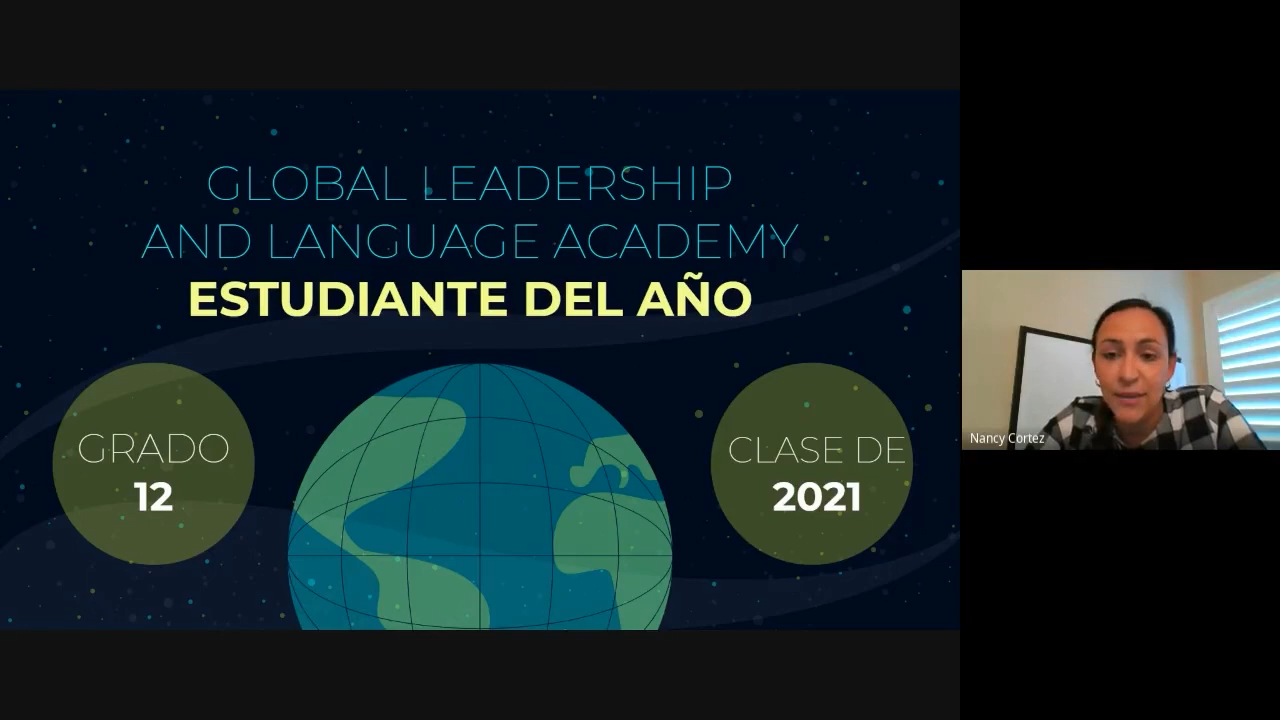 GLOBAL LEADERSHIP
AND LANGUAGE ACADEMY
ESTUDIANTE DEL AÑO
GRADO
12
CLASE DE
2021
Nancy Cortez